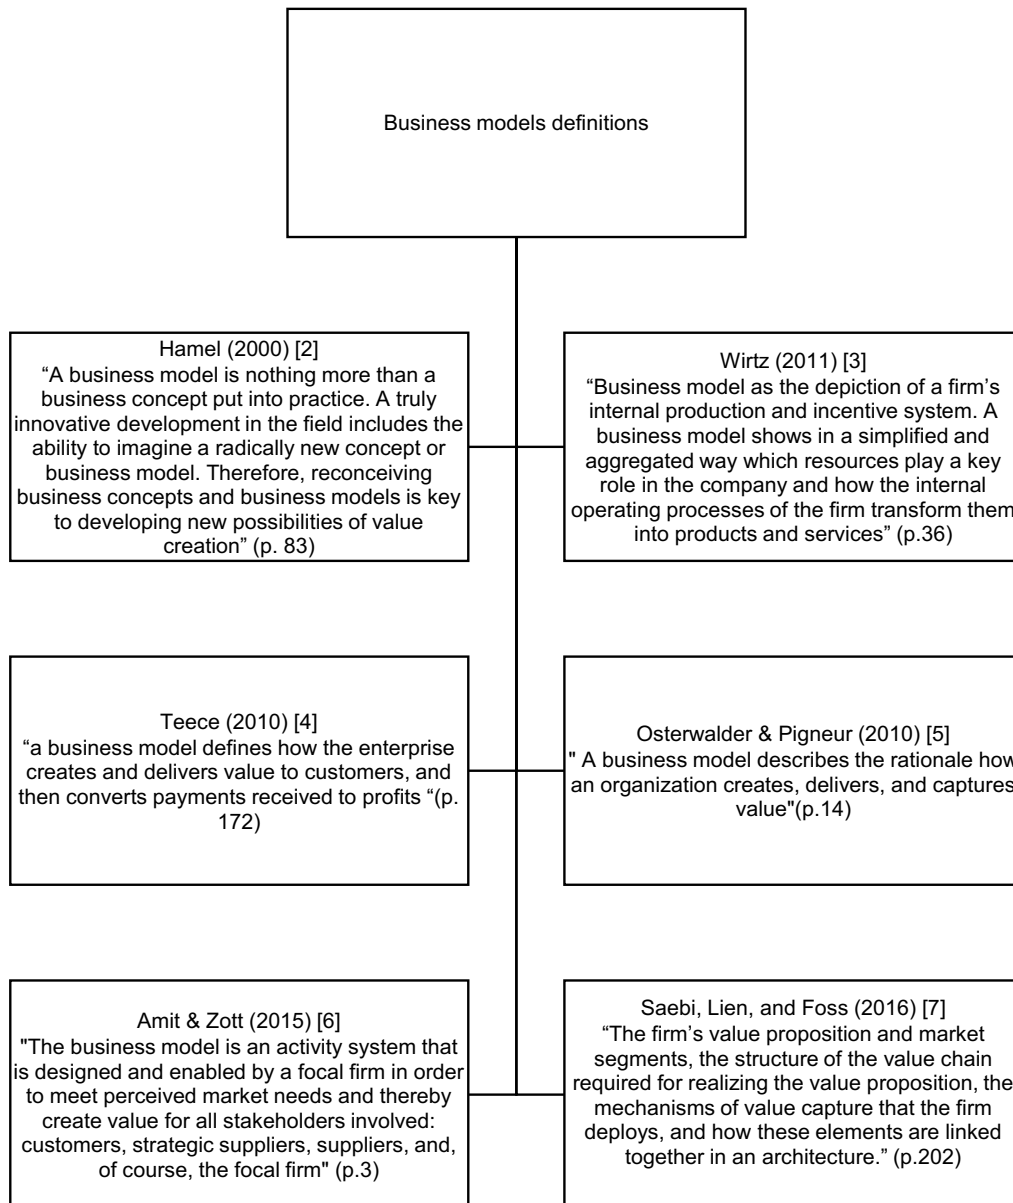 Business models definitions
Hamel (2000) [2]
“A business model is nothing more than a
business concept put into practice. A truly
innovative development in the field includes the
ability to imagine a radically new concept or
business model. Therefore, reconceiving
business concepts and business models is key
to developing new possibilities of value
creation” (p. 83)
Wirtz (2011) [3]
“Business model as the depiction of a firm’s
internal production and incentive system. A
business model shows in a simplified and
aggregated way which resources play a key
role in the company and how the internal
operating processes of the firm transform them
into products and services” (p.36)
Teece (2010) [4]
“a business model defines how the enterprise
creates and delivers value to customers, and
then converts payments received to profits “(p.
172)
Osterwalder & Pigneur (2010) [5]
" A business model describes the rationale how
an organization creates, delivers, and captures
value"(p.14)
Amit & Zott (2015) [6]
"The business model is an activity system that
is designed and enabled by a focal firm in order
to meet perceived market needs and thereby
create value for all stakeholders involved:
customers, strategic suppliers, suppliers, and,
of course, the focal firm" (p.3)
Saebi, Lien, and Foss (2016) [7]
“The firm’s value proposition and market
segments, the structure of the value chain
required for realizing the value proposition, the
mechanisms of value capture that the firm
deploys, and how these elements are linked
together in an architecture.” (p.202)